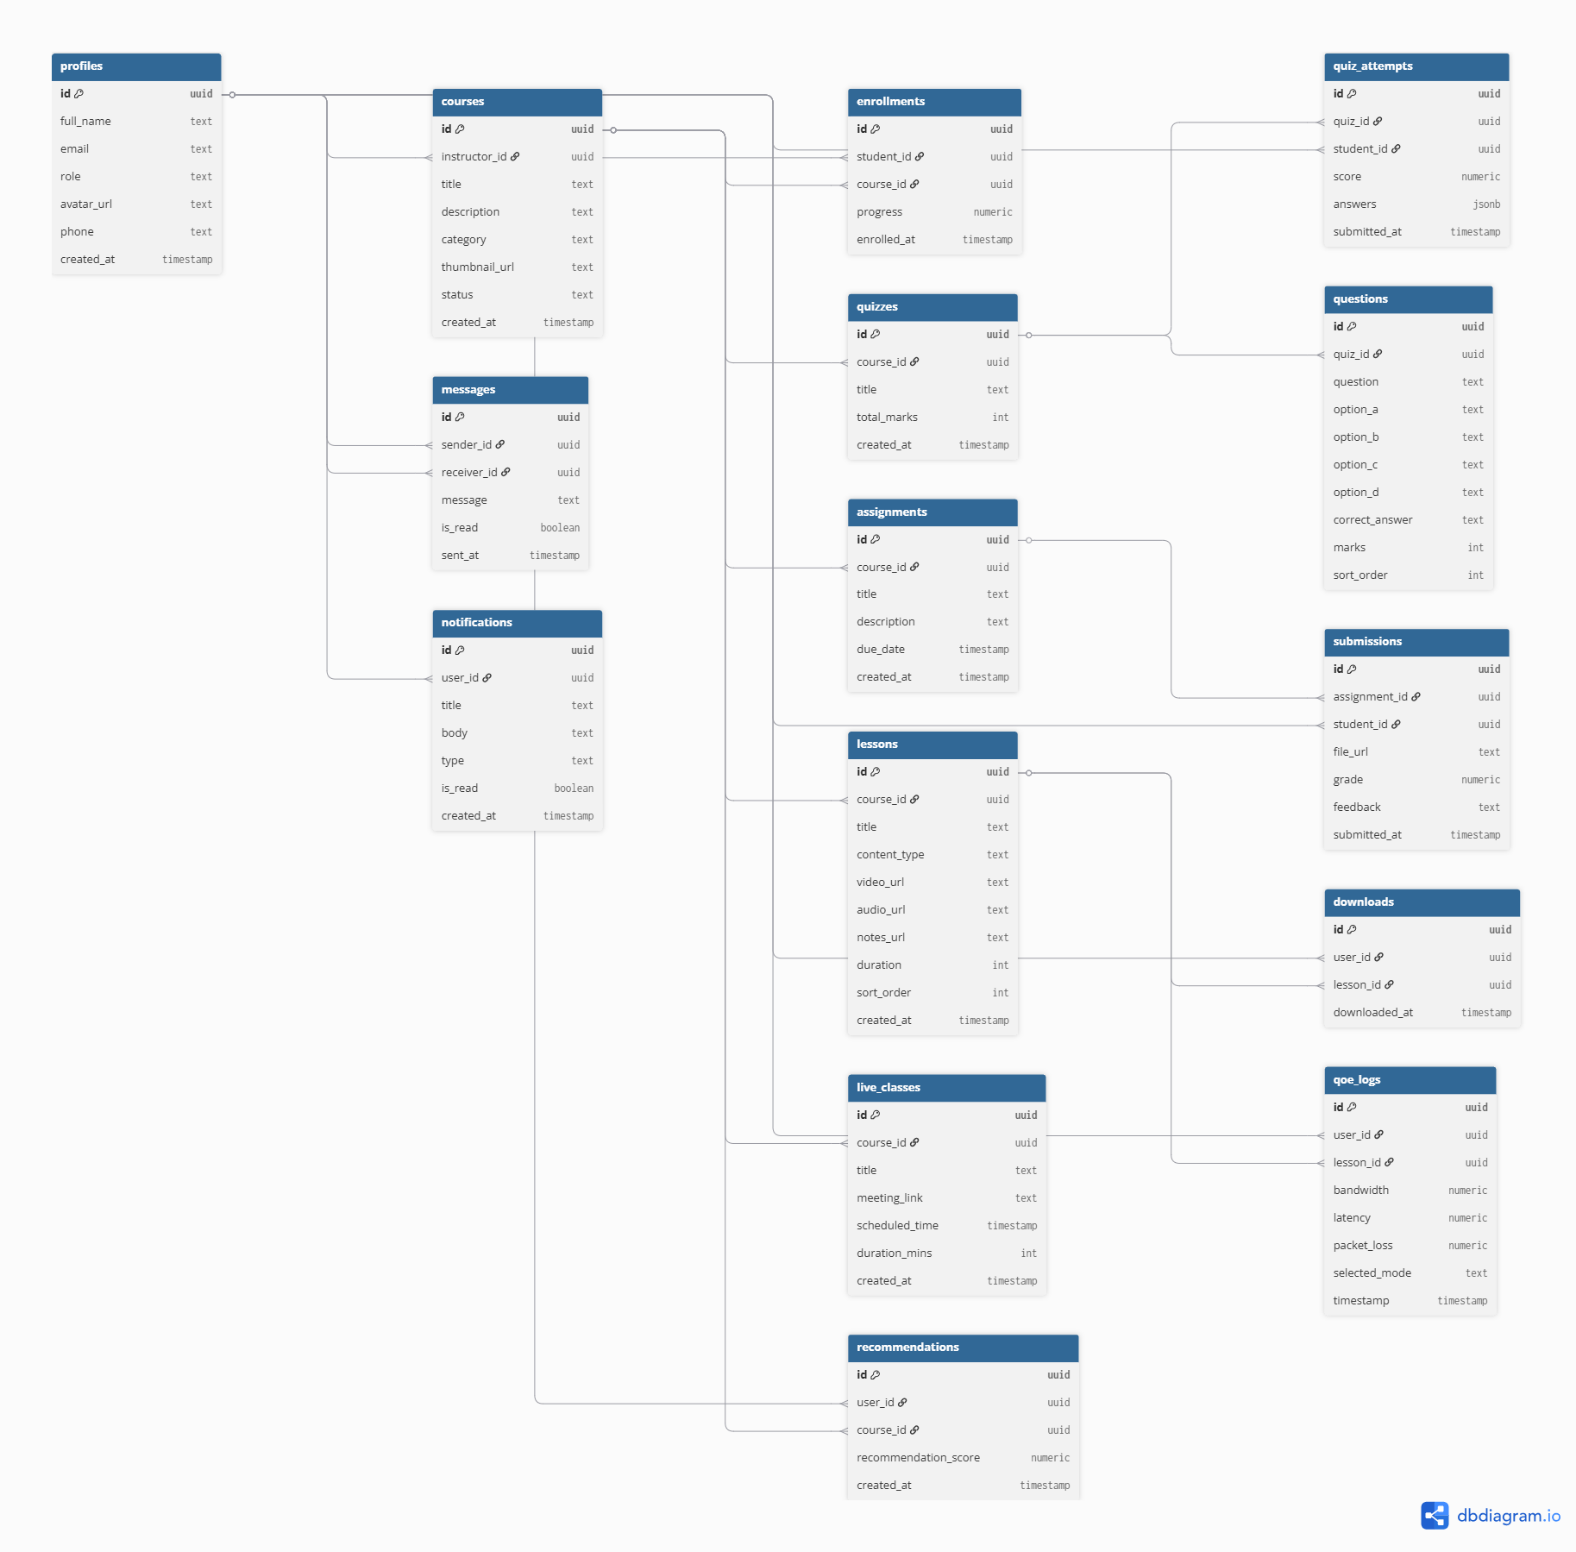 profiles
id uuid
full_name text
email text
role text
avatar_url text
phone text
created_at timestamp
courses
id uuid
instructor_id uuid
title text
description text
category text
thumbnail_url text
status text
created_at timestamp
messages
id uuid
sender_id uuid
receiver_id uuid
message text
is_read boolean
sent_at timestamp
notifications
id uuid
user_id uuid
title text
body text
type text
is_read boolean
created_at timestamp
enrollments
id uuid
student_id uuid
course_id uuid
progress numeric
enrolled_at timestamp
quizzes
id uuid
course_id uuid
title text
total_marks int
created_at timestamp
assignments
id uuid
course_id uuid
title text
description text
due_date timestamp
created_at timestamp
lessons
id uuid
course_id uuid
title text
content_type text
video_url text
audio_url text
notes_url text
duration int
sort_order int
created_at timestamp
live_classes
id uuid
course_id uuid
title text
meeting_link text
scheduled_time timestamp
duration_mins int
created_at timestamp
recommendations
id uuid
user_id uuid
course_id uuid
recommendation_score numeric
created_at timestamp
quiz_attempts
id uuid
quiz_id uuid
student_id uuid
score numeric
answers jsonb
submitted_at timestamp
questions
id uuid
quiz_id uuid
question text
option_a text
option_b text
option_c text
option_d text
correct_answer text
marks int
sort_order int
submissions
id uuid
assignment_id uuid
student_id uuid
file_url text
grade numeric
feedback text
submitted_at timestamp
downloads
id uuid
user_id uuid
lesson_id uuid
downloaded_at timestamp
qoe_logs
id uuid
user_id uuid
lesson_id uuid
bandwidth numeric
latency numeric
packet_loss numeric
selected_mode text
timestamp timestamp
dbdiagram.io